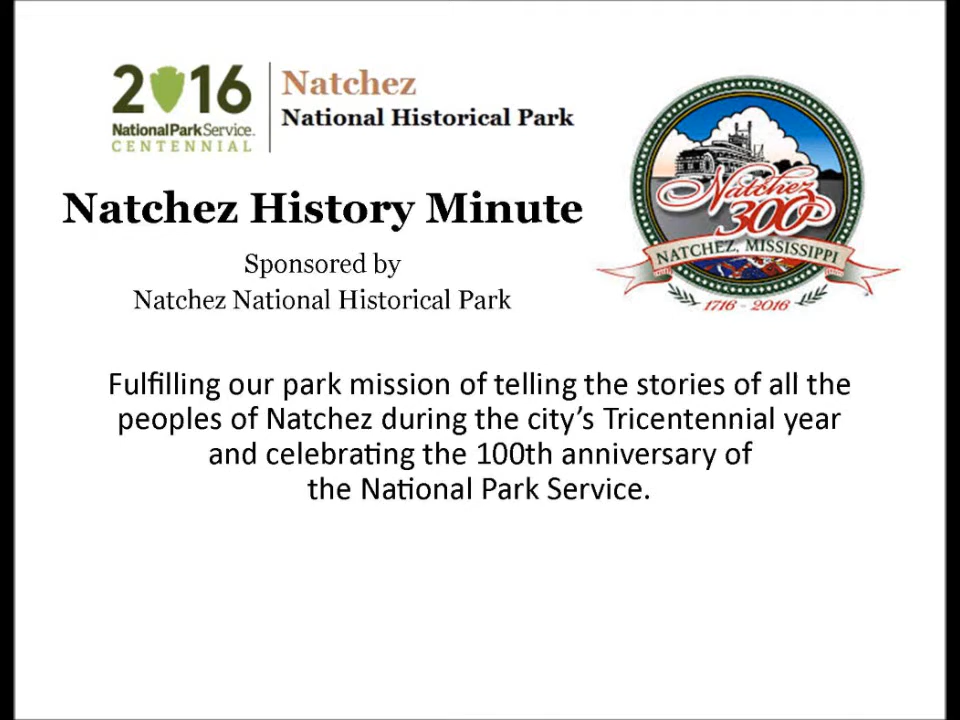 2016
National Park Service.
CENTENNIAL
Natchez
National Historical Park
Natchez
300
NATCHEZ, MISSISSIPPI
1716 - 2016
Natchez History Minute
Sponsored by
Natchez National Historical Park
Fulfilling our park mission of telling the stories of all the
peoples of Natchez during the city’s Tricentennial year
and celebrating the 100th anniversary of
the National Park Service.